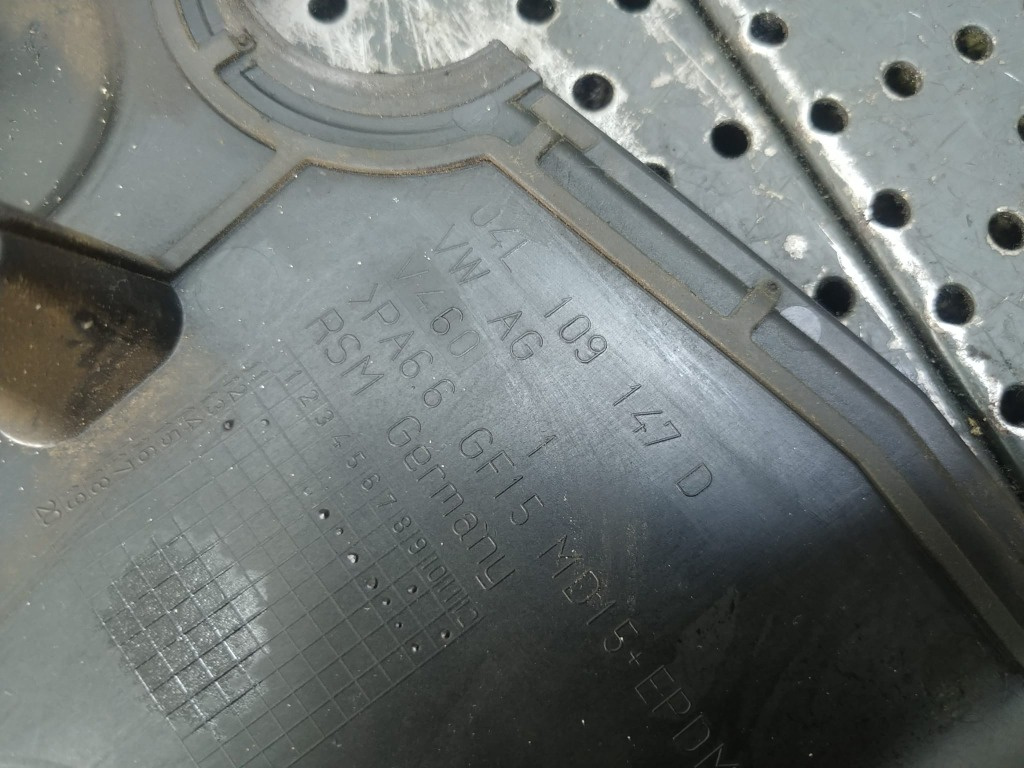 04L 109 147 D
VW AG 1
V460
>PA6.6 GF15 MD15+EPDM
RSM Germany
1 2 3 4 5 6 7 8 9 10 11 12